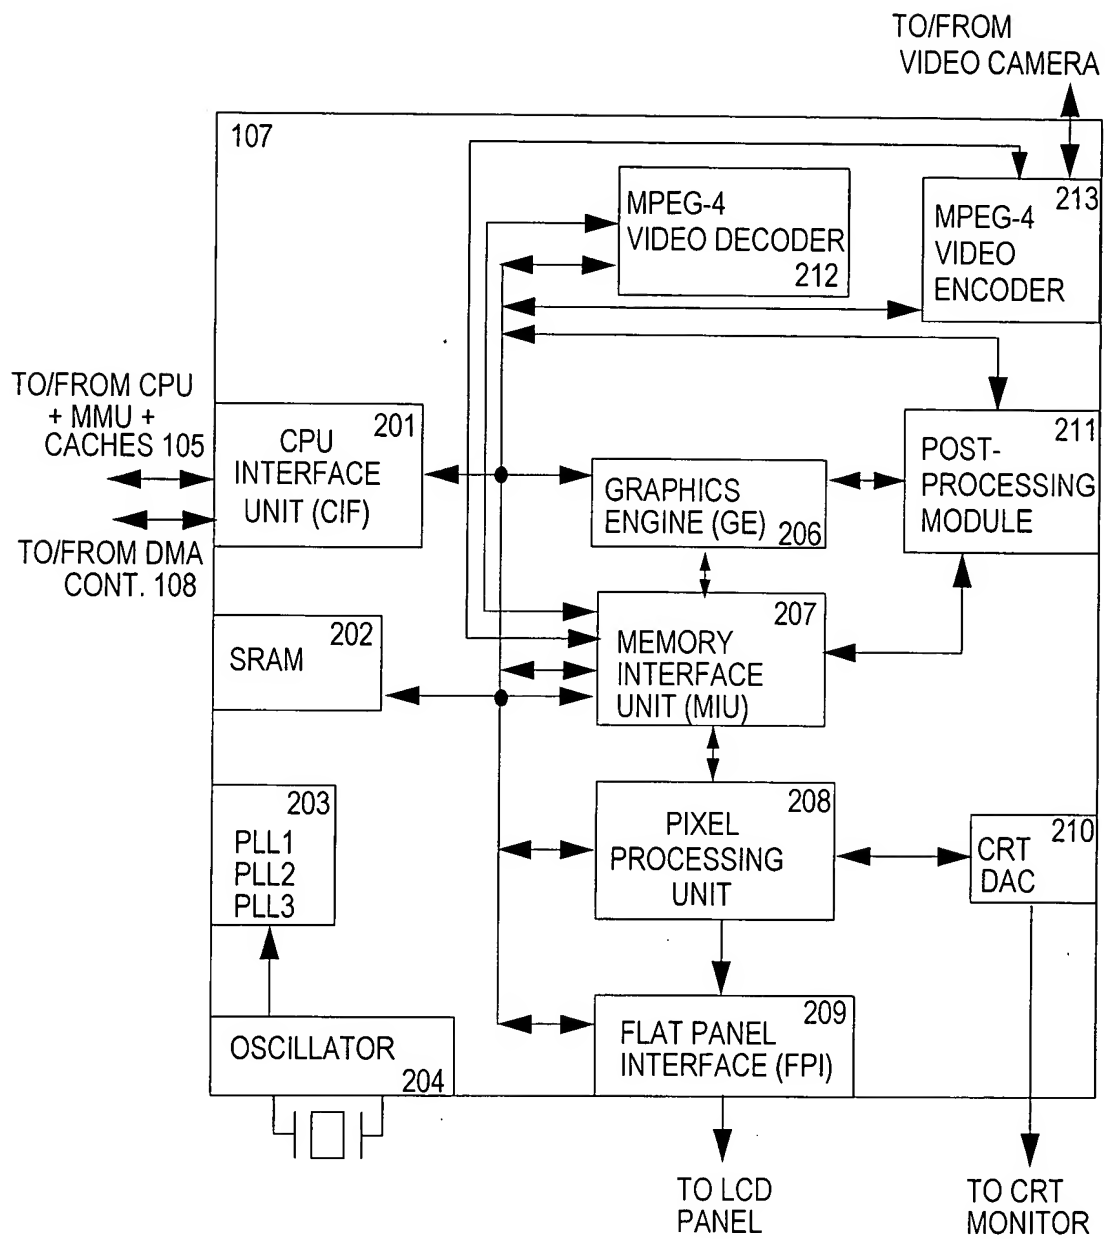 TO/FROM
VIDEO CAMERA
107
MPEG-4
VIDEO DECODER
212
213
MPEG-4
VIDEO
ENCODER
TO/FROM CPU
+ MMU +
CACHES 105
TO/FROM DMA
CONT. 108
201
CPU
INTERFACE
UNIT (CIF)
GRAPHICS
ENGINE (GE)
206
211
POST-
PROCESSING
MODULE
202
SRAM
207
MEMORY
INTERFACE
UNIT (MIU)
203
PLL1
PLL2
PLL3
208
PIXEL
PROCESSING
UNIT
210
CRT
DAC
OSCILLATOR
204
209
FLAT PANEL
INTERFACE (FPI)
TO LCD
PANEL
TO CRT
MONITOR